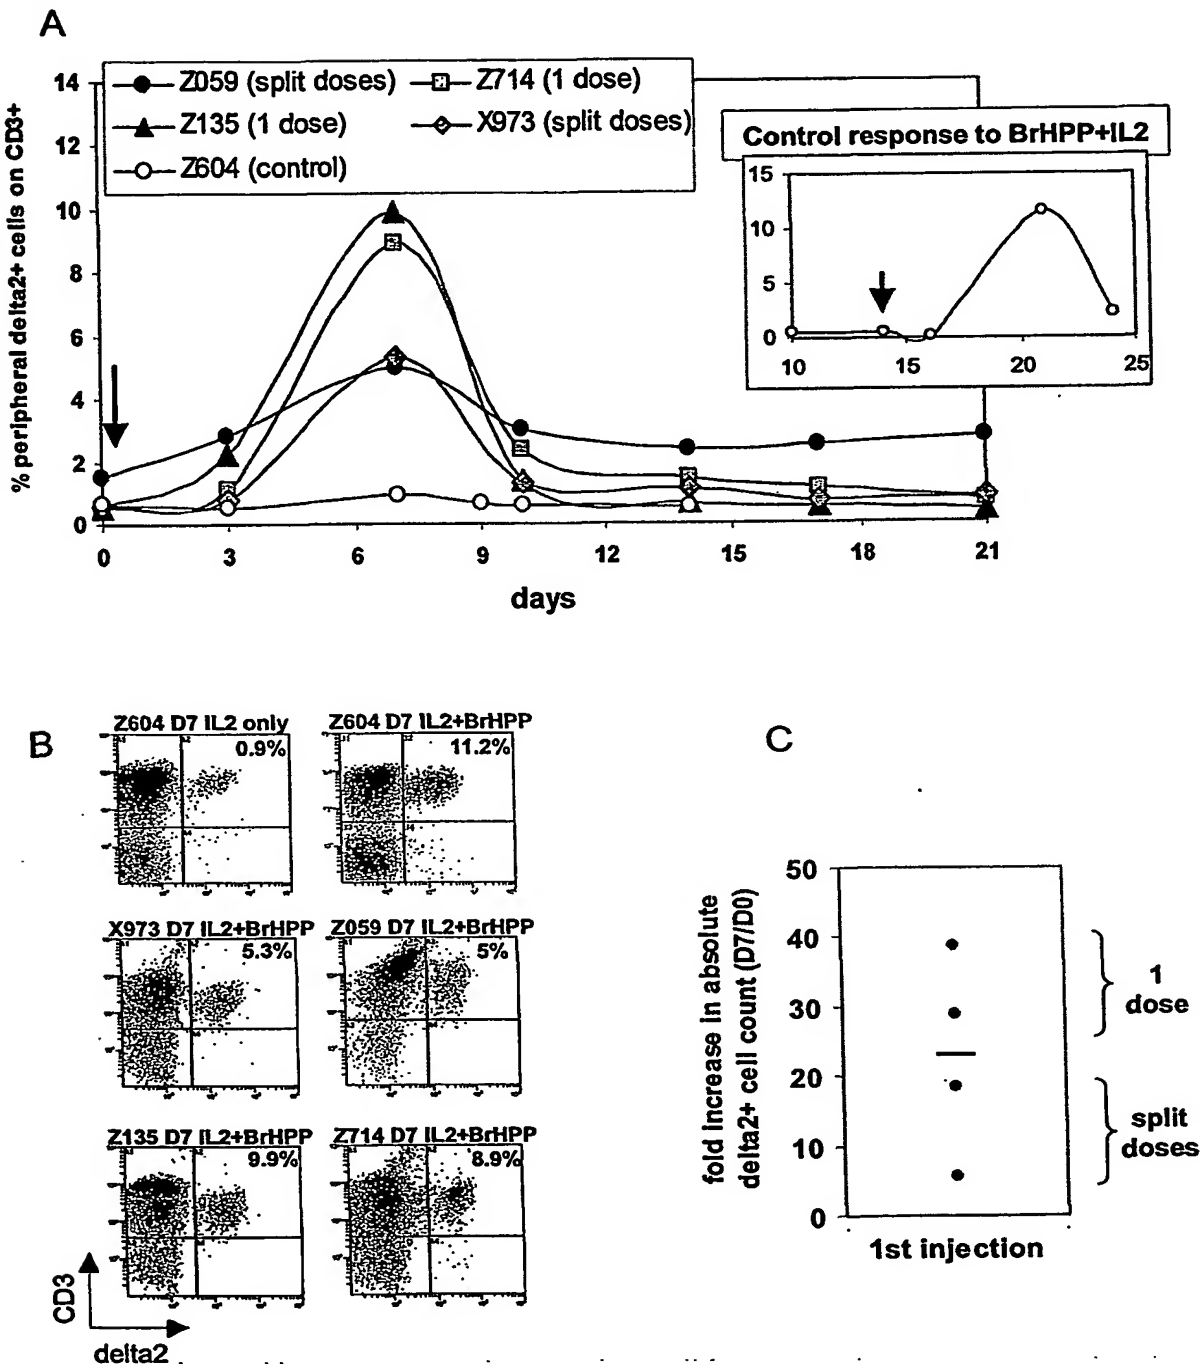 A
Z059 (split doses) Z714 (1 dose)
Z135 (1 dose) X973 (split doses)
Z604 (control)
% peripheral delta2+ cells on CD3+
14
12
10
8
6
4
2
0
0 3 6 9 12 15 18 21
days
Control response to BrHPP+IL2
15
10
5
0
10 15 20 25
B
Z604 D7 IL2 only
0.9%
Z604 D7 IL2+BrHPP
11.2%
X973 D7 IL2+BrHPP
5.3%
Z059 D7 IL2+BrHPP
5%
Z135 D7 IL2+BrHPP
9.9%
Z714 D7 IL2+BrHPP
8.9%
CD3
delta2
C
fold increase in absolute
delta2+ cell count (D7/D0)
50
40
30
20
10
0
1st injection
1
dose
split
doses